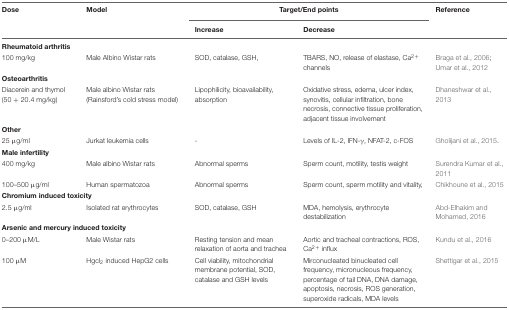 Dose Model Target/End points Reference
Increase Decrease
Rheumatoid arthritis
100 mg/kg Male Albino Wistar rats SOD, catalase, GSH, TBARS, NO, release of elastase, Ca2+ Braga et al., 2006;
channels Umar et al., 2012
Osteoarthritis
Diacerein and thymol Male albino Wistar rats Lipophilicity, bioavailability, Oxidative stress, edema, ulcer index, Dhaneshwar et al.,
(50 + 20.4 mg/kg) (Rainsford's cold stress model) absorption synovitis, cellular infiltration, bone 2013
necrosis, connective tissue proliferation,
adjacent tissue involvement
Other
25 μg/ml Jurkat leukemia cells - Levels of IL-2, IFN-γ, NFAT-2, c-FOS Gholijani et al., 2015.
Male infertility
400 mg/kg Male albino Wistar rats Abnormal sperms Sperm count, motility, testis weight Surendra Kumar et al.,
2011
100–500 μg/ml Human spermatozoa Abnormal sperms Sperm count, sperm motility and vitality, Chikhoune et al., 2015
Chromium induced toxicity
2.5 μg/ml Isolated rat erythrocytes SOD, catalase, GSH MDA, hemolysis, erythrocyte Abd-Elhakim and
destabilization Mohamed, 2016
Arsenic and mercury induced toxicity
0–200 μM/L Male Wistar rats Resting tension and mean Aortic and tracheal contractions, ROS, Kundu et al., 2016
relaxation of aorta and trachea Ca2+ influx
100 μM Hgcl2 induced HepG2 cells Cell viability, mitochondrial Mirconucleated binucleated cell Shettigar et al., 2015
membrane potential, SOD, frequency, micronucleous frequency,
catalase and GSH levels percentage of tail DNA, DNA damage,
apoptosis, necrosis, ROS generation,
superoxide radicals, MDA levels